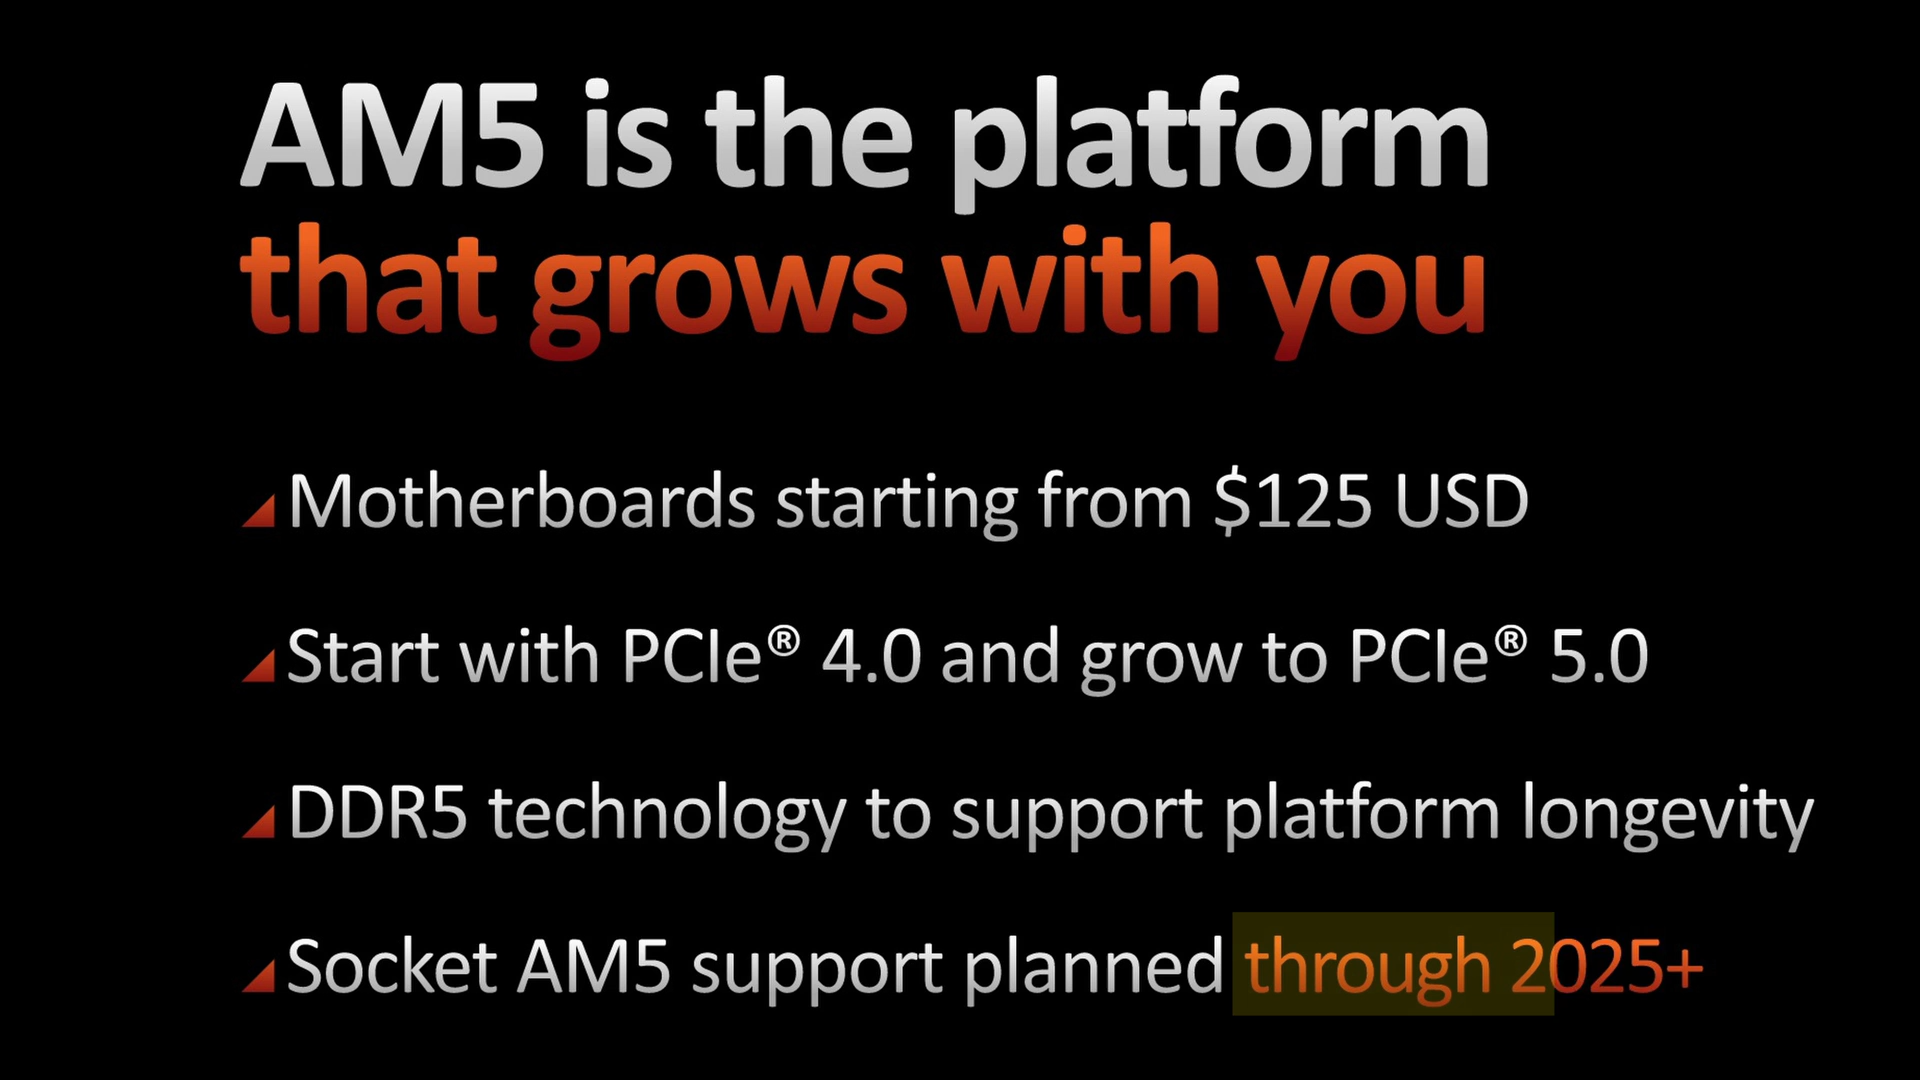 AM5 is the platform
that grows with you
Motherboards starting from $125 USD
Start with PCIe® 4.0 and grow to PCIe® 5.0
DDR5 technology to support platform longevity
Socket AM5 support planned through 2025+